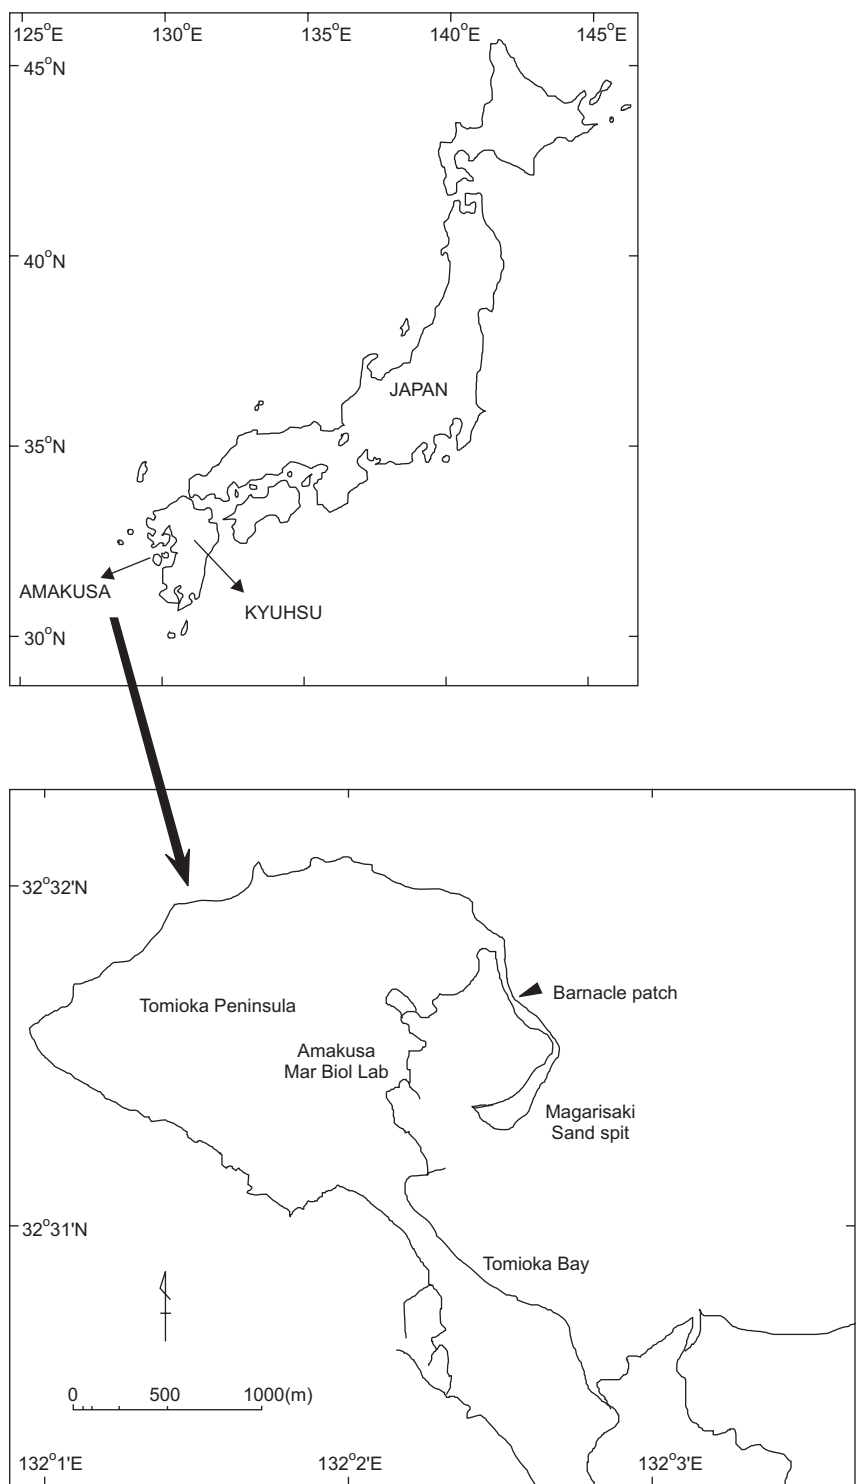 125°E 130°E 135°E 140°E 145°E
45°N
40°N
JAPAN
35°N
AMAKUSA
KYUHSU
30°N
32°32'N
Barnacle patch
Tomioka Peninsula
Amakusa
Mar Biol Lab
Magarisaki
Sand spit
32°31'N
Tomioka Bay
0 500 1000(m)
132°1'E 132°2'E 132°3'E